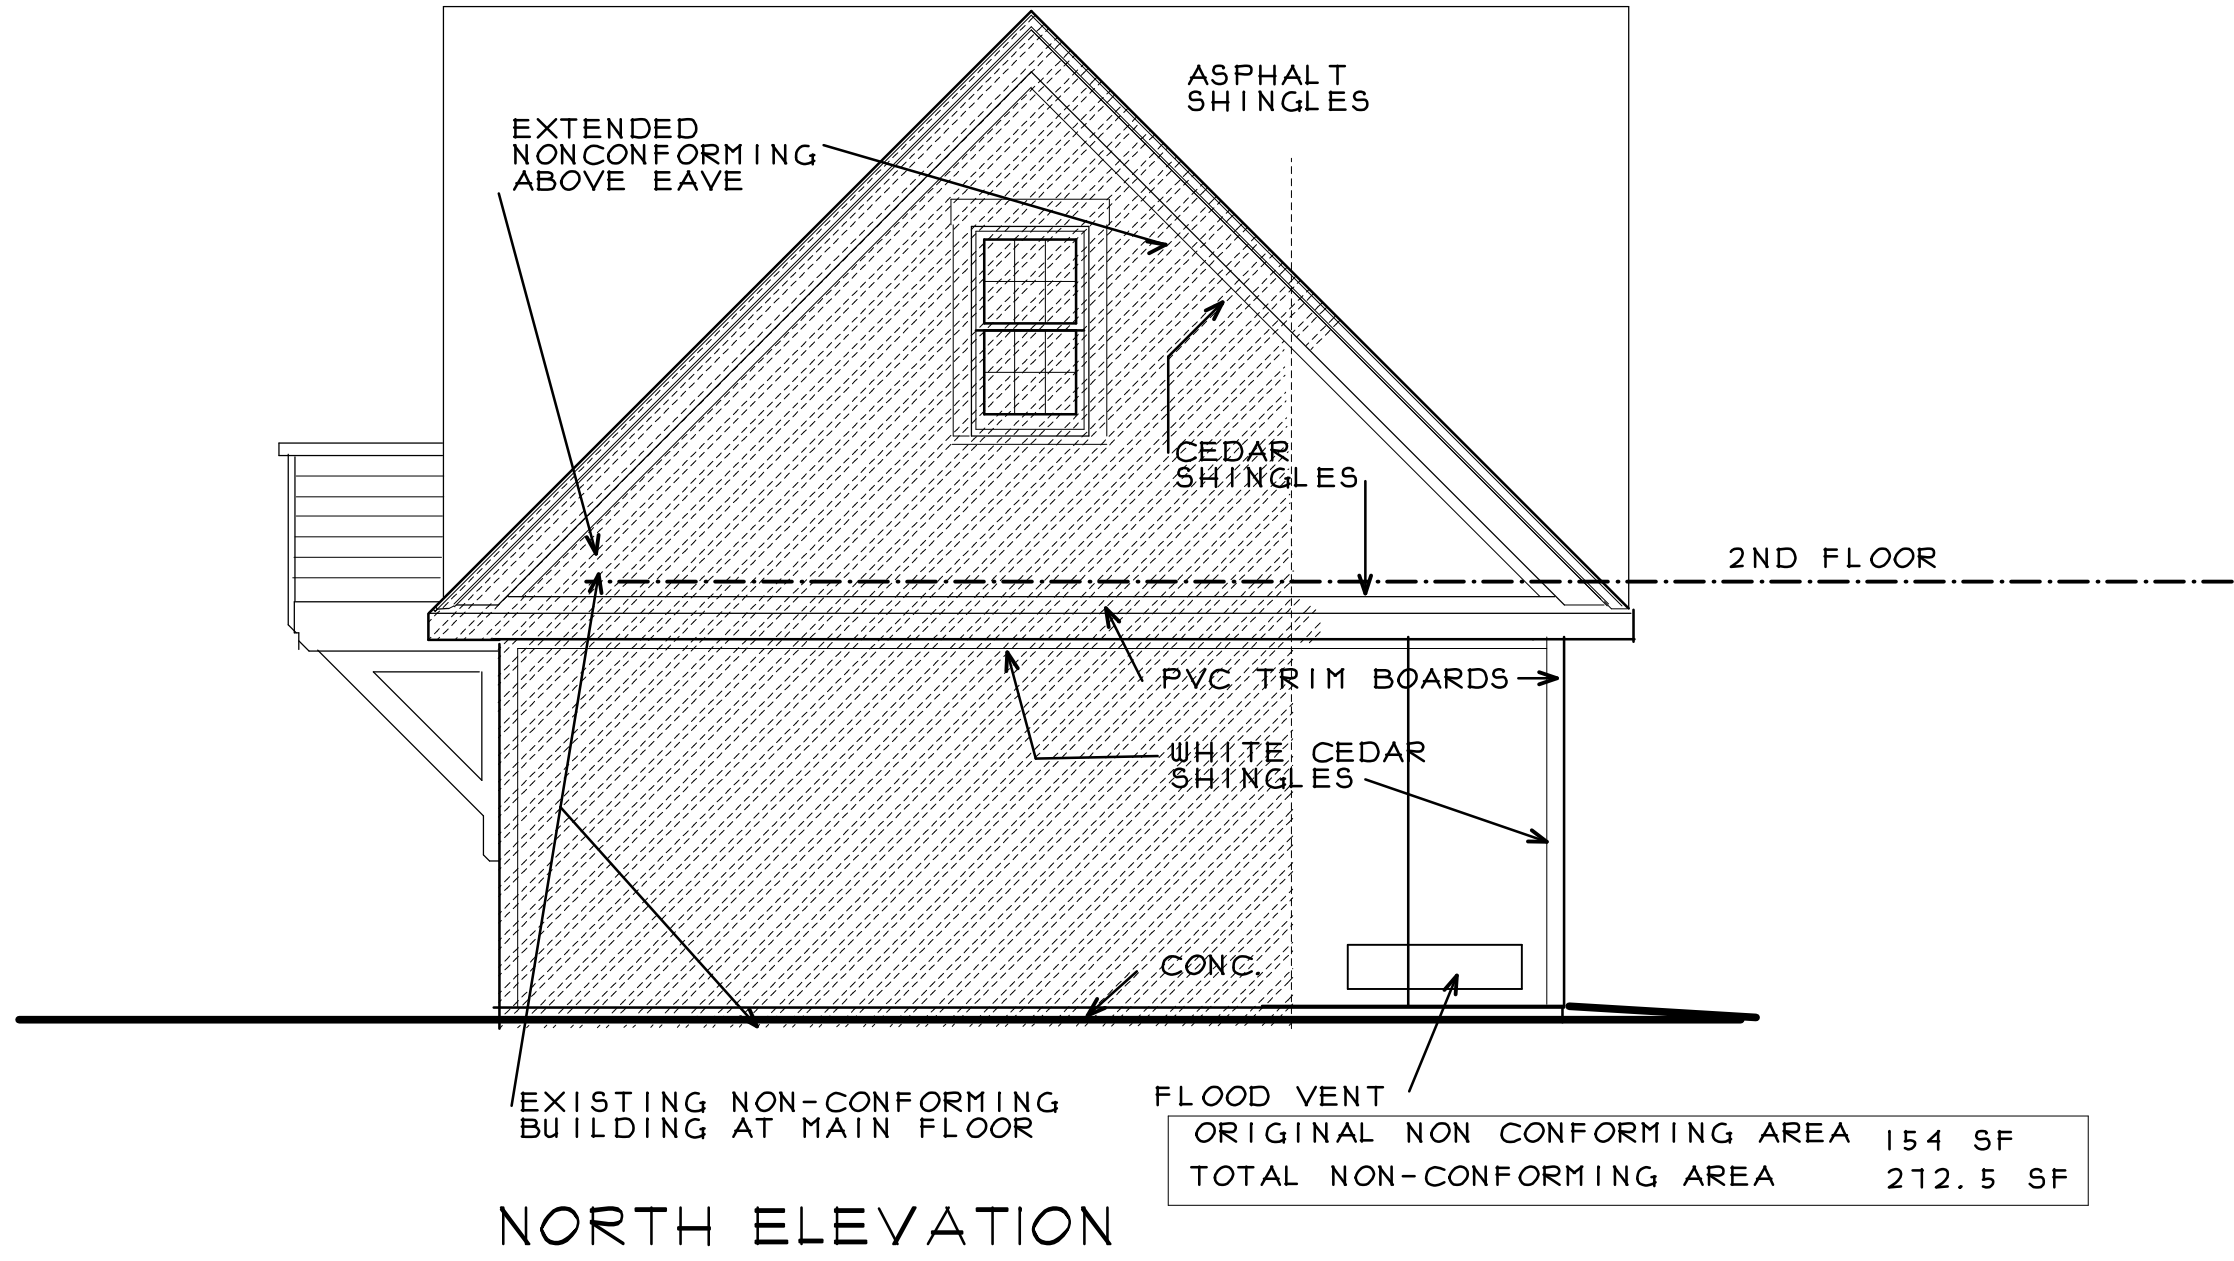 ASPHALT
SHINGLES
EXTENDED
NONCONFORMING
ABOVE EAVE
CEDAR
SHINGLES
2ND FLOOR
PVC TRIM BOARDS
WHITE CEDAR
SHINGLES
CONC.
EXISTING NON-CONFORMING
BUILDING AT MAIN FLOOR
FLOOD VENT
ORIGINAL NON CONFORMING AREA 154 SF
TOTAL NON-CONFORMING AREA 272.5 SF
NORTH ELEVATION